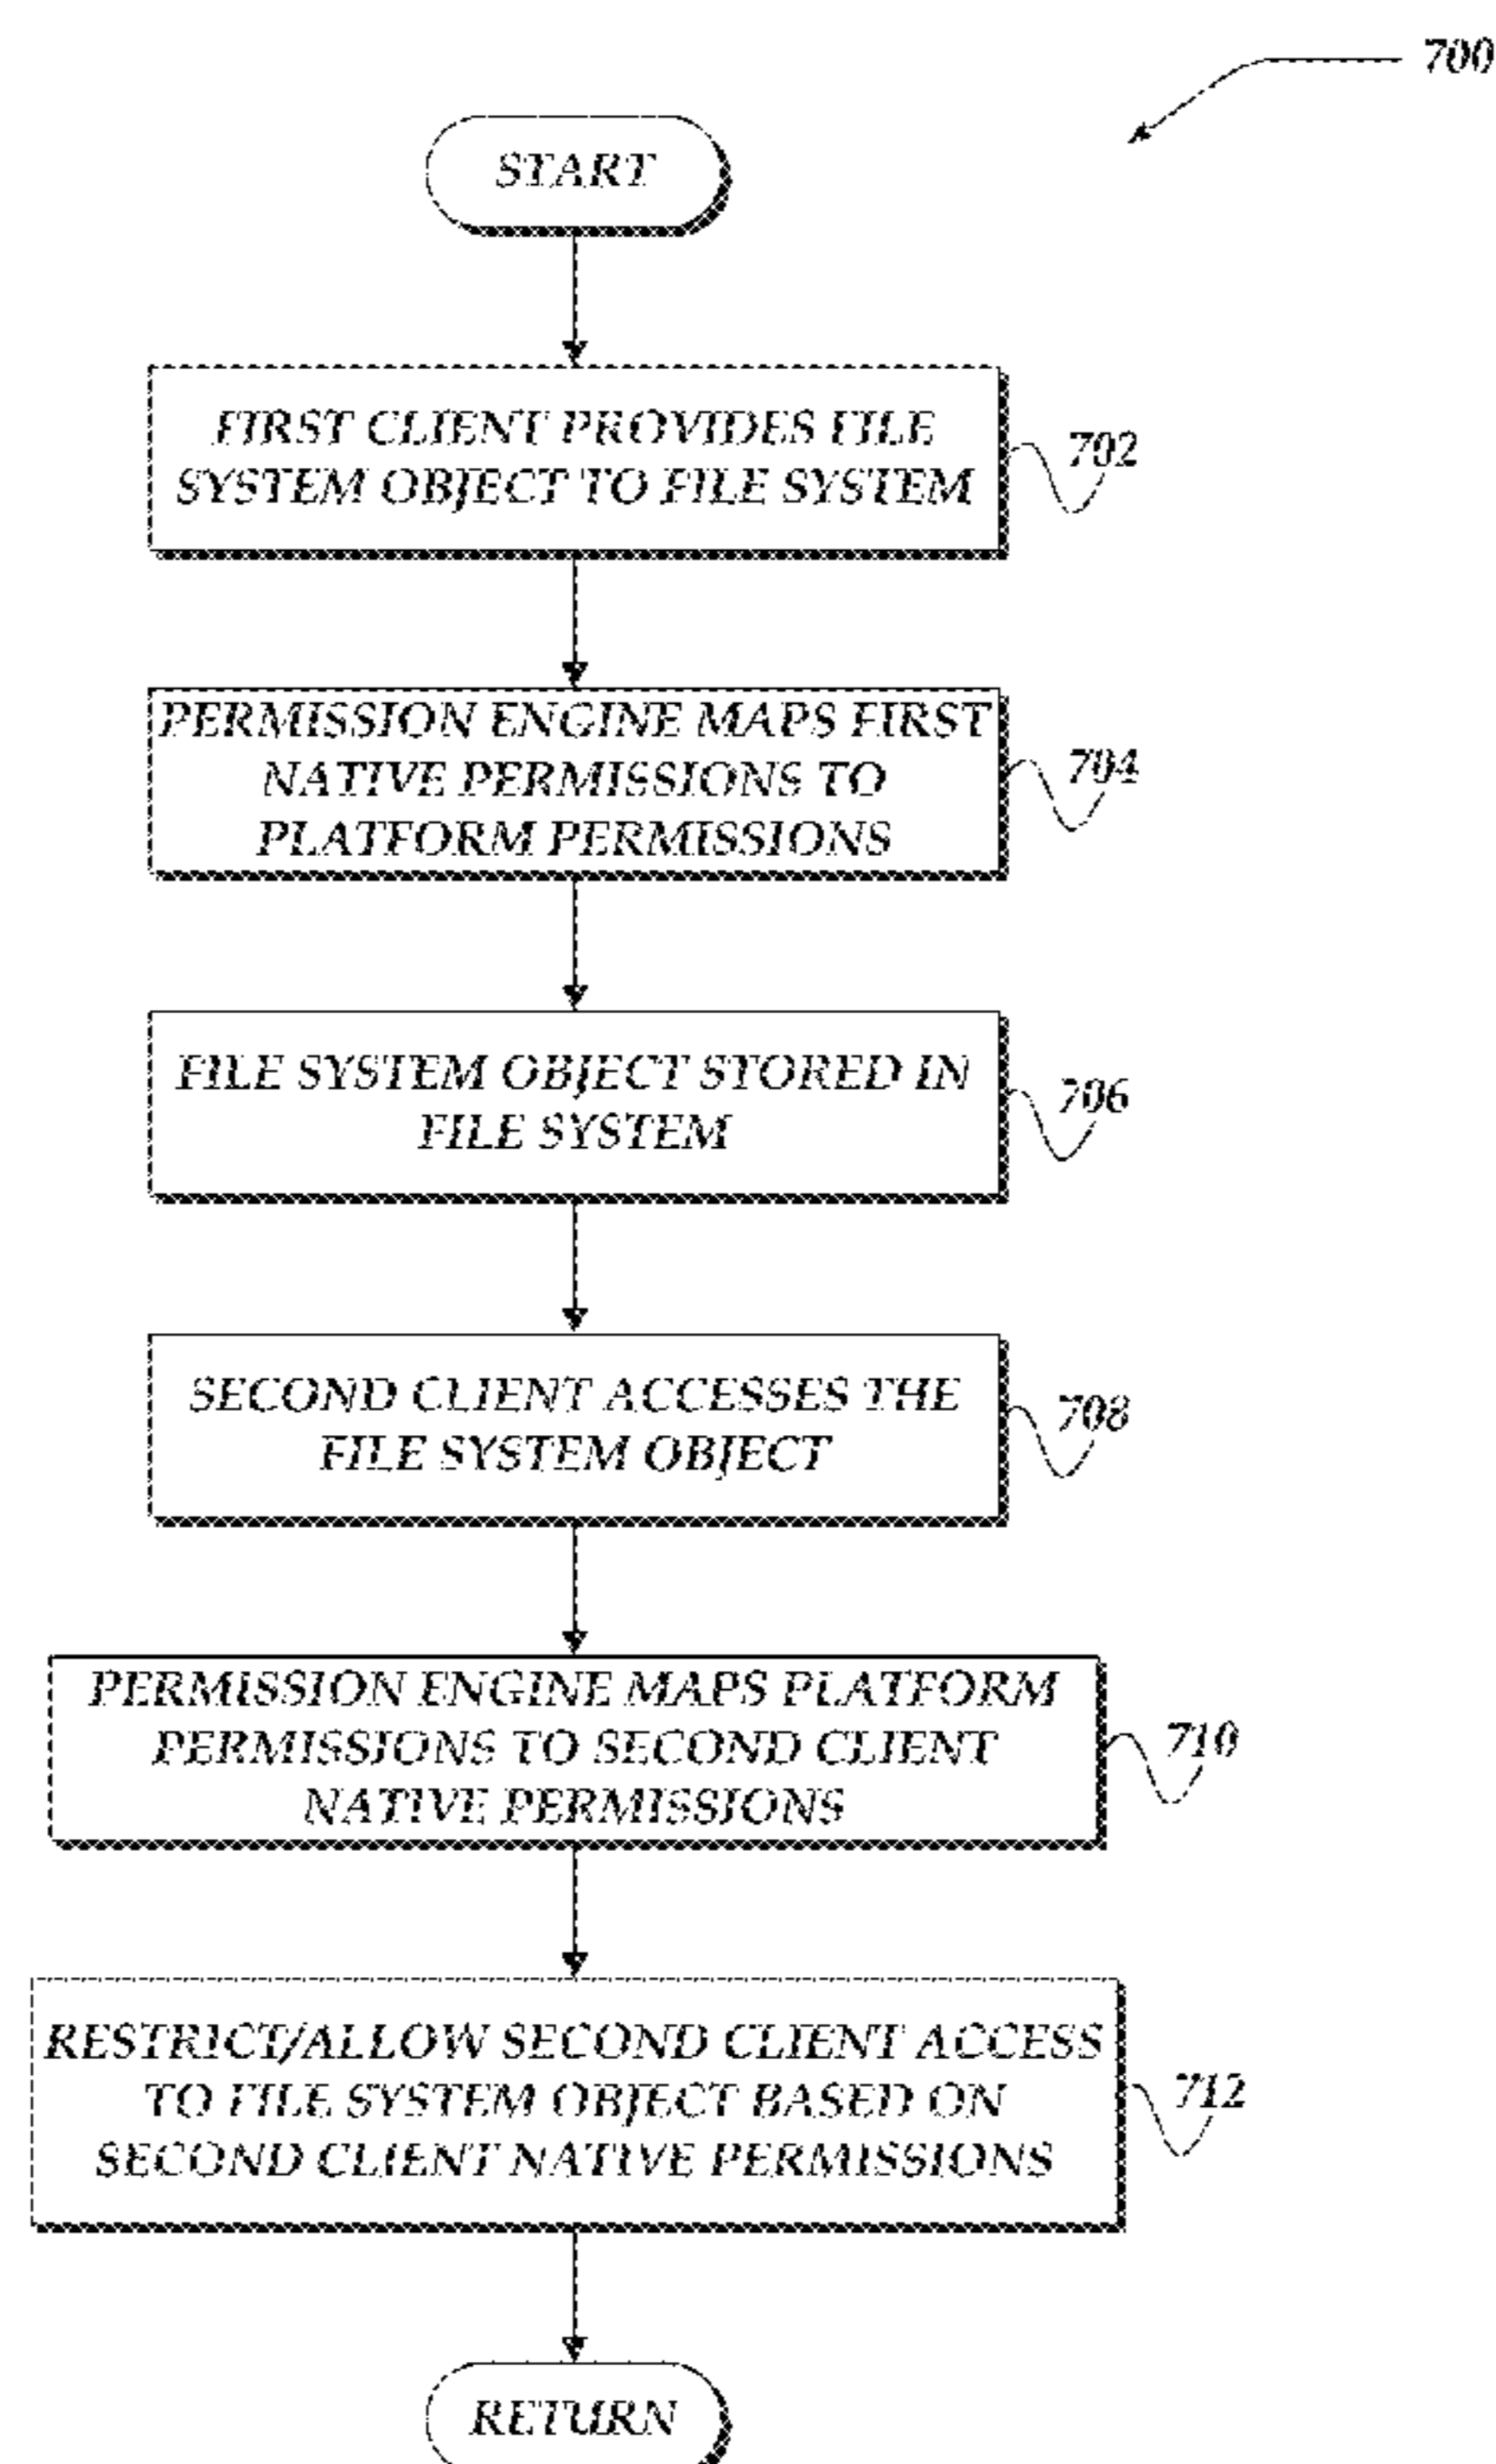 700
START
FIRST CLIENT PROVIDES FILE
SYSTEM OBJECT TO FILE SYSTEM
702
PERMISSION ENGINE MAPS FIRST
NATIVE PERMISSIONS TO
PLATFORM PERMISSIONS
704
FILE SYSTEM OBJECT STORED IN
FILE SYSTEM
706
SECOND CLIENT ACCESSES THE
FILE SYSTEM OBJECT
708
PERMISSION ENGINE MAPS PLATFORM
PERMISSIONS TO SECOND CLIENT
NATIVE PERMISSIONS
710
RESTRICT/ALLOW SECOND CLIENT ACCESS
TO FILE SYSTEM OBJECT BASED ON
SECOND CLIENT NATIVE PERMISSIONS
712
RETURN